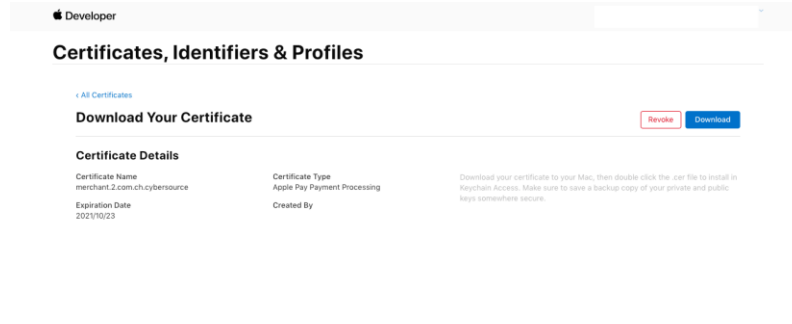 Developer
Certificates, Identifiers & Profiles
‹ All Certificates
Download Your Certificate
Revoke
Download
Certificate Details
Certificate Name
merchant.2.com.ch.cybersource
Certificate Type
Apple Pay Payment Processing
Download your certificate to your Mac, then double click the .cer file to install in
Keychain Access. Make sure to save a backup copy of your private and public
keys somewhere secure.
Expiration Date
2021/10/23
Created By